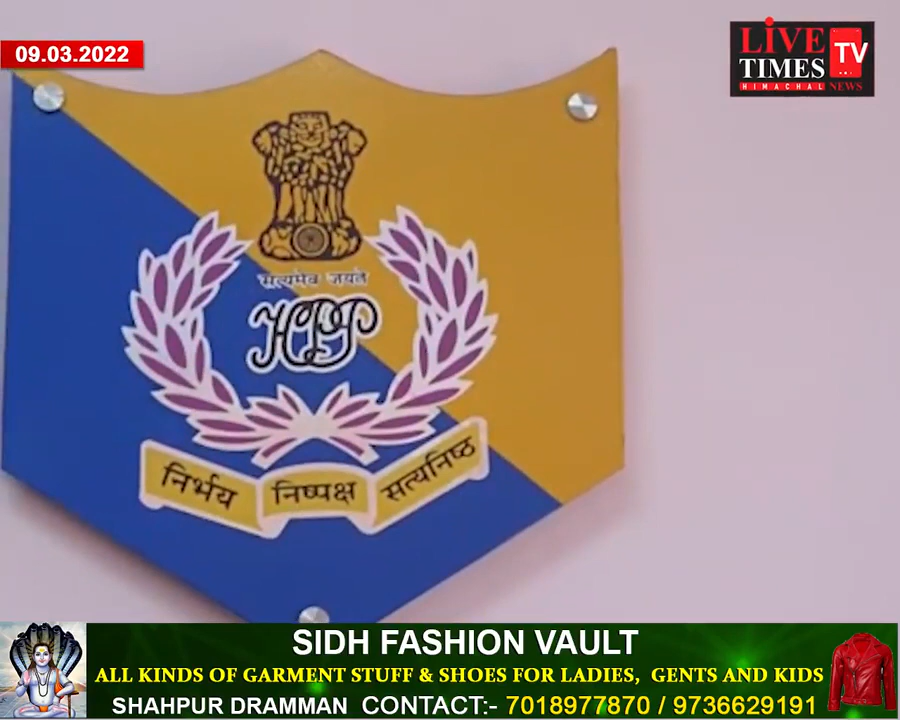 09.03.2022
LiVE
TIMES TV
HIMACHAL NEWS
सत्यमेव जयते
HPP
निर्भय निष्पक्ष सत्यनिष्ठ
SIDH FASHION VAULT
ALL KINDS OF GARMENT STUFF & SHOES FOR LADIES, GENTS AND KIDS
SHAHPUR DRAMMAN CONTACT:- 7018977870 / 9736629191